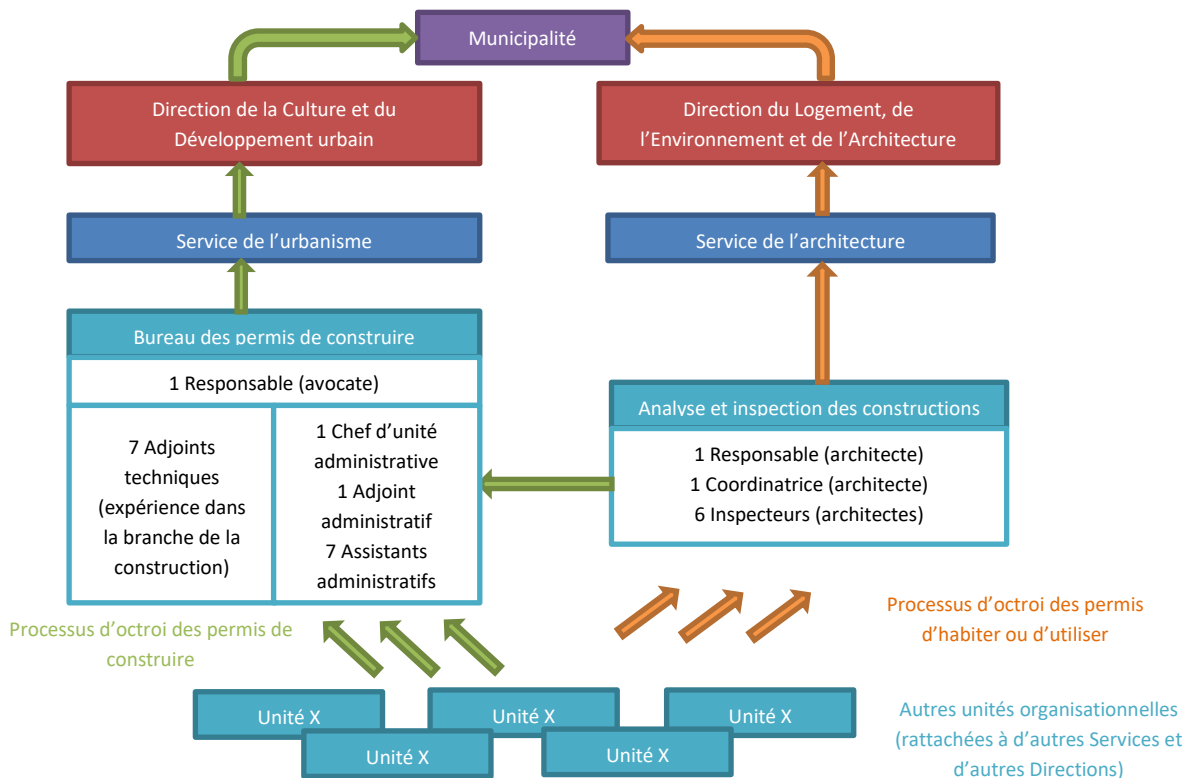 Municipalité
Direction de la Culture et du
Développement urbain
Direction du Logement, de
l'Environnement et de l'Architecture
Service de l'urbanisme
Service de l'architecture
Bureau des permis de construire
1 Responsable (avocate)
7 Adjoints
techniques
(expérience dans
la branche de la
construction)
1 Chef d'unité
administrative
1 Adjoint
administratif
7 Assistants
administratifs
Analyse et inspection des constructions
1 Responsable (architecte)
1 Coordinatrice (architecte)
6 Inspecteurs (architectes)
Processus d'octroi des permis de
construire
Processus d'octroi des permis
d'habiter ou d'utiliser
Unité X
Unité X
Unité X
Unité X
Unité X
Autres unités organisationnelles
(rattachées à d'autres Services et
d'autres Directions)